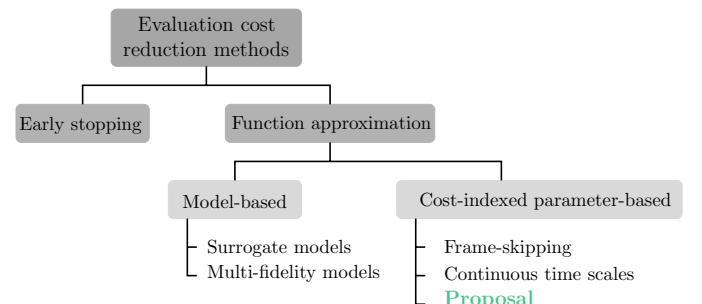 Evaluation cost
reduction methods
Early stopping
Function approximation
Model-based
Cost-indexed parameter-based
Surrogate models
Multi-fidelity models
Frame-skipping
Continuous time scales
Proposal